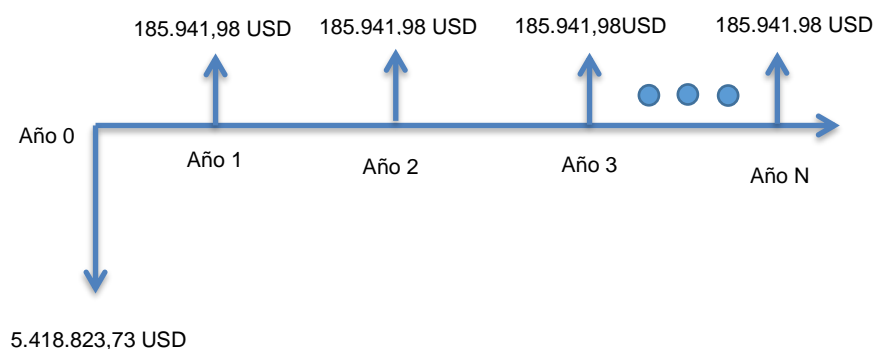 185.941,98 USD 185.941,98 USD 185.941,98USD 185.941,98 USD
Año 0
Año 1 Año 2 Año 3 Año N
5.418.823,73 USD